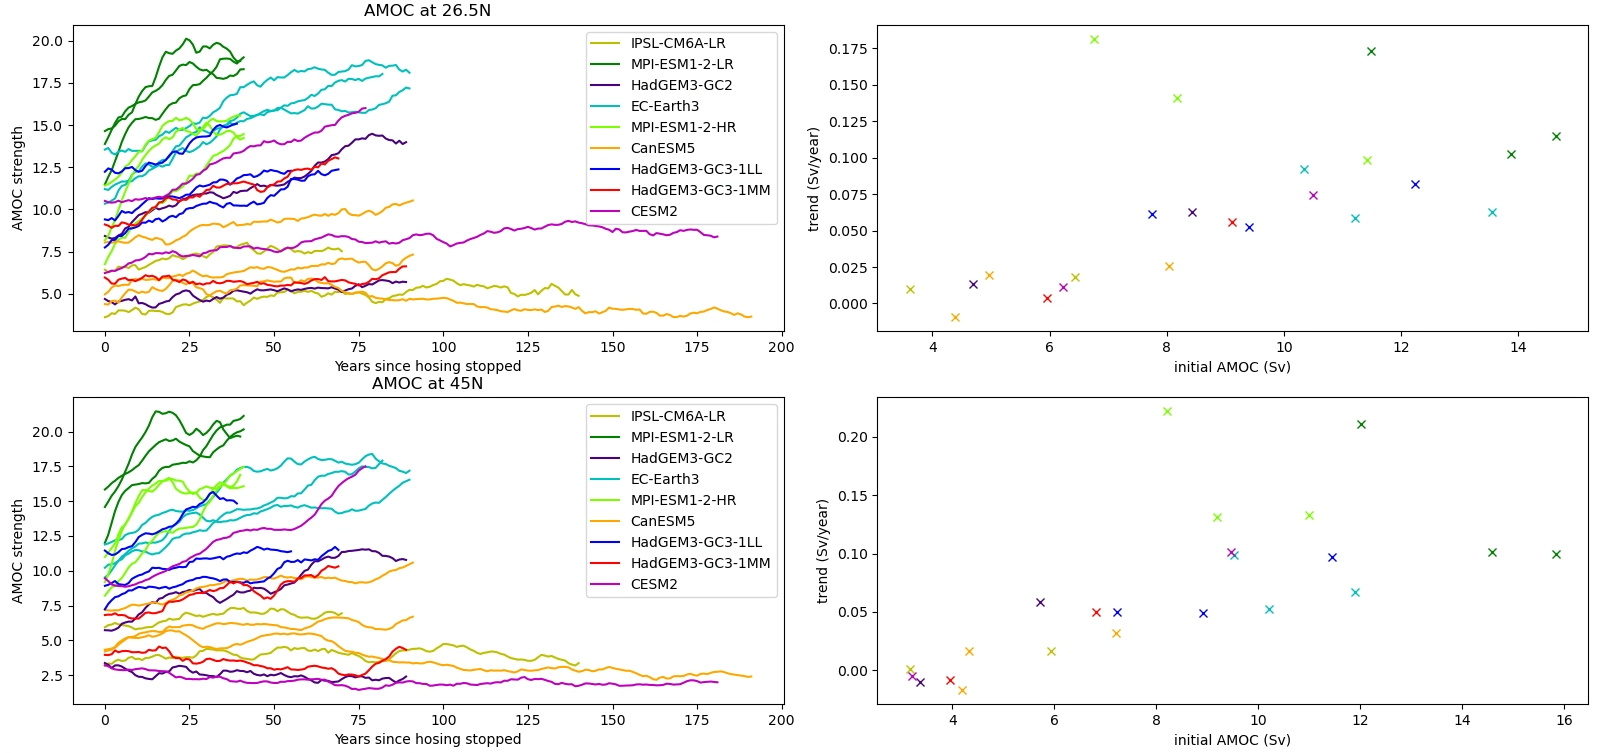 AMOC at 26.5N
20.0
17.5
15.0
12.5
10.0
7.5
5.0
AMOC strength
IPSL-CM6A-LR
MPI-ESM1-2-LR
HadGEM3-GC2
EC-Earth3
MPI-ESM1-2-HR
CanESM5
HadGEM3-GC3-1LL
HadGEM3-GC3-1MM
CESM2
0 25 50 75 100 125 150 175 200
Years since hosing stopped
0.175
0.150
0.125
0.100
0.075
0.050
0.025
0.000
trend (Sv/year)
4 6 8 10 12 14
initial AMOC (Sv)
AMOC at 45N
20.0
17.5
15.0
12.5
10.0
7.5
5.0
2.5
AMOC strength
IPSL-CM6A-LR
MPI-ESM1-2-LR
HadGEM3-GC2
EC-Earth3
MPI-ESM1-2-HR
CanESM5
HadGEM3-GC3-1LL
HadGEM3-GC3-1MM
CESM2
0 25 50 75 100 125 150 175 200
Years since hosing stopped
0.20
0.15
0.10
0.05
0.00
trend (Sv/year)
4 6 8 10 12 14 16
initial AMOC (Sv)